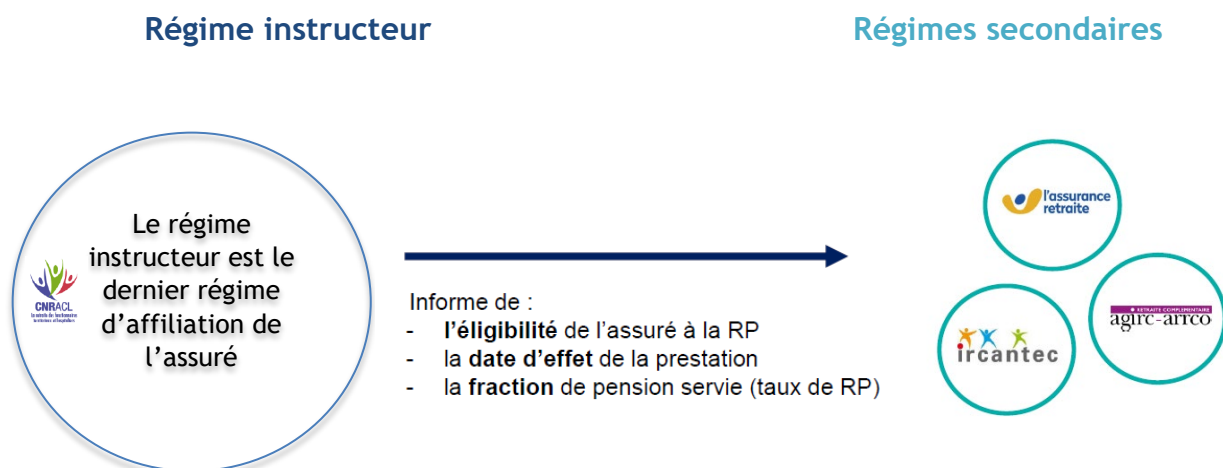 Régime instructeur
Régimes secondaires
Le régime
instructeur est le
dernier régime
d’affiliation de
l’assuré
CNRACL
Informe de :
- l’éligibilité de l’assuré à la RP
- la date d’effet de la prestation
- la fraction de pension servie (taux de RP)
l’assurance
retraite
RETRAITE COMPLÉMENTAIRE
agirc-arrco
ircantec